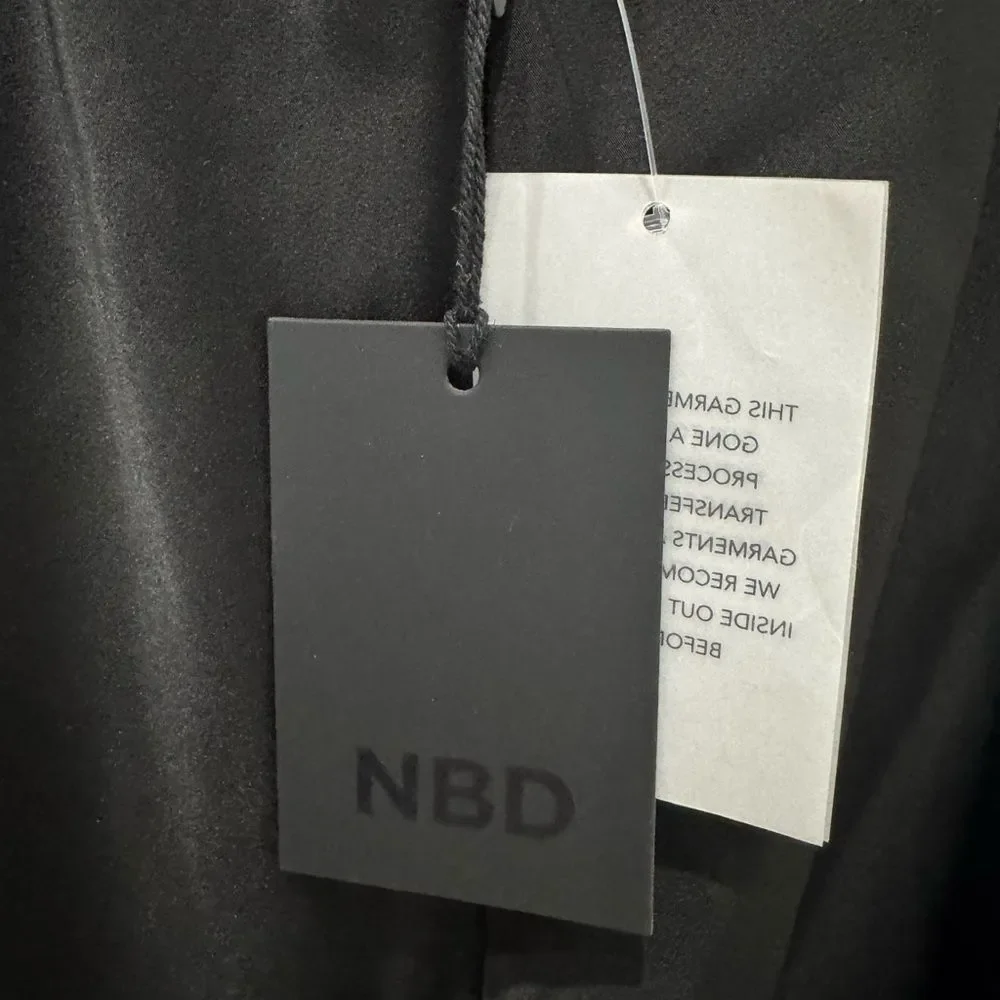 NBD
THIS GARME
GONE A
PROCESS
TRANSFE
GARMENTS
WE RECOM
INSIDE OUT
BEFO